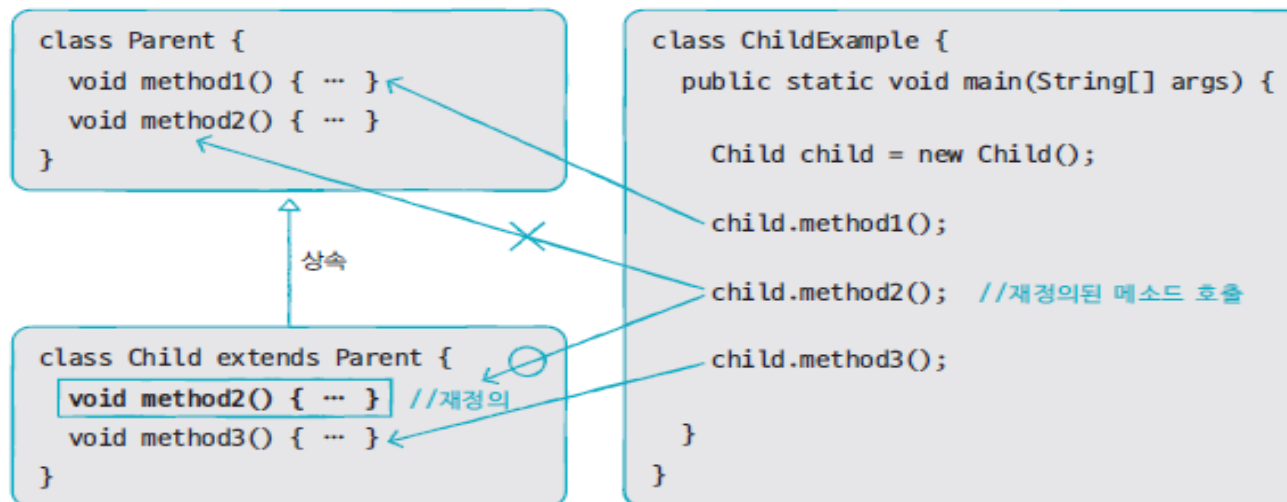 class Parent {
void method1() { … }
void method2() { … }
}
상속
class Child extends Parent {
void method2() { … } //재정의
void method3() { … }
}
class ChildExample {
public static void main(String[] args) {
Child child = new Child();
child.method1();
child.method2(); //재정의된 메소드 호출
child.method3();
}
}